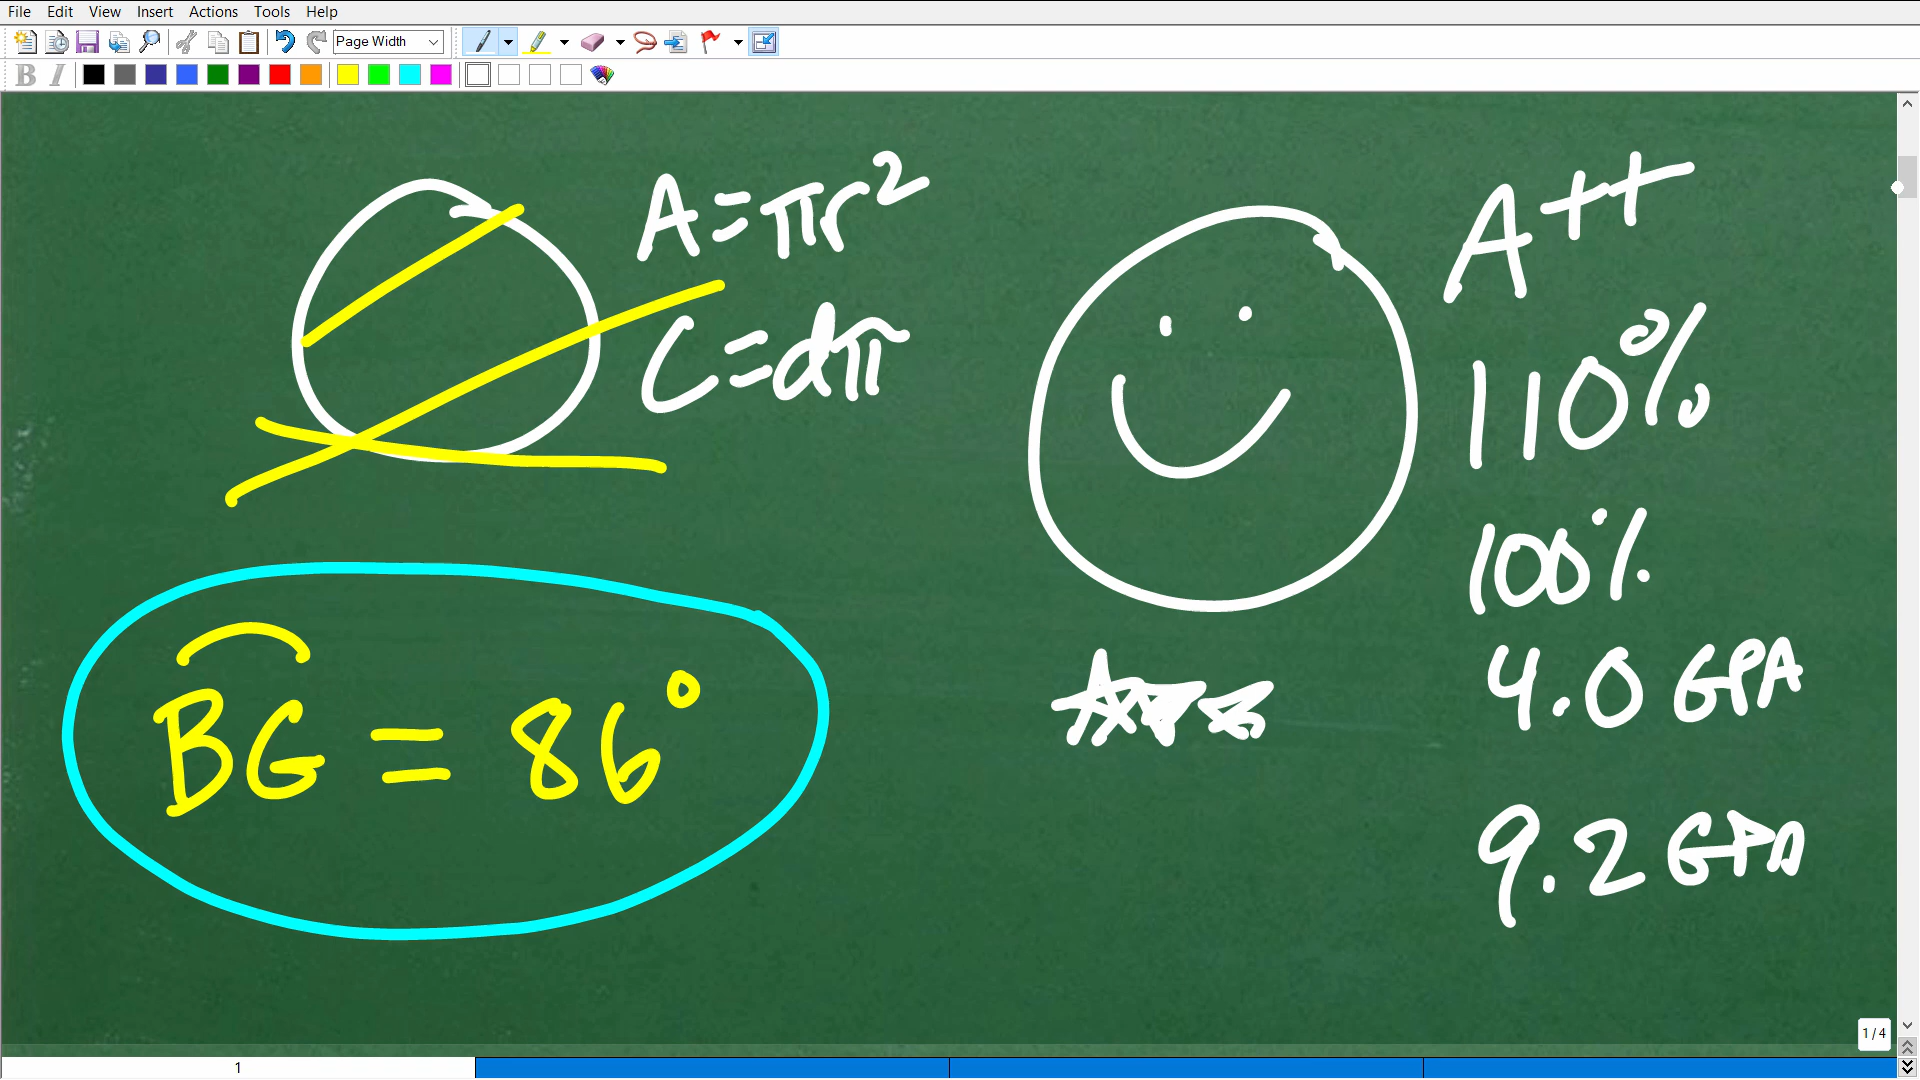 File Edit View Insert Actions Tools Help
Page Width
B I
A=πr²
C=dπ
A++
110%
100%
4.0 GPA
9.2 GPA
BG = 86°
1 / 4
1